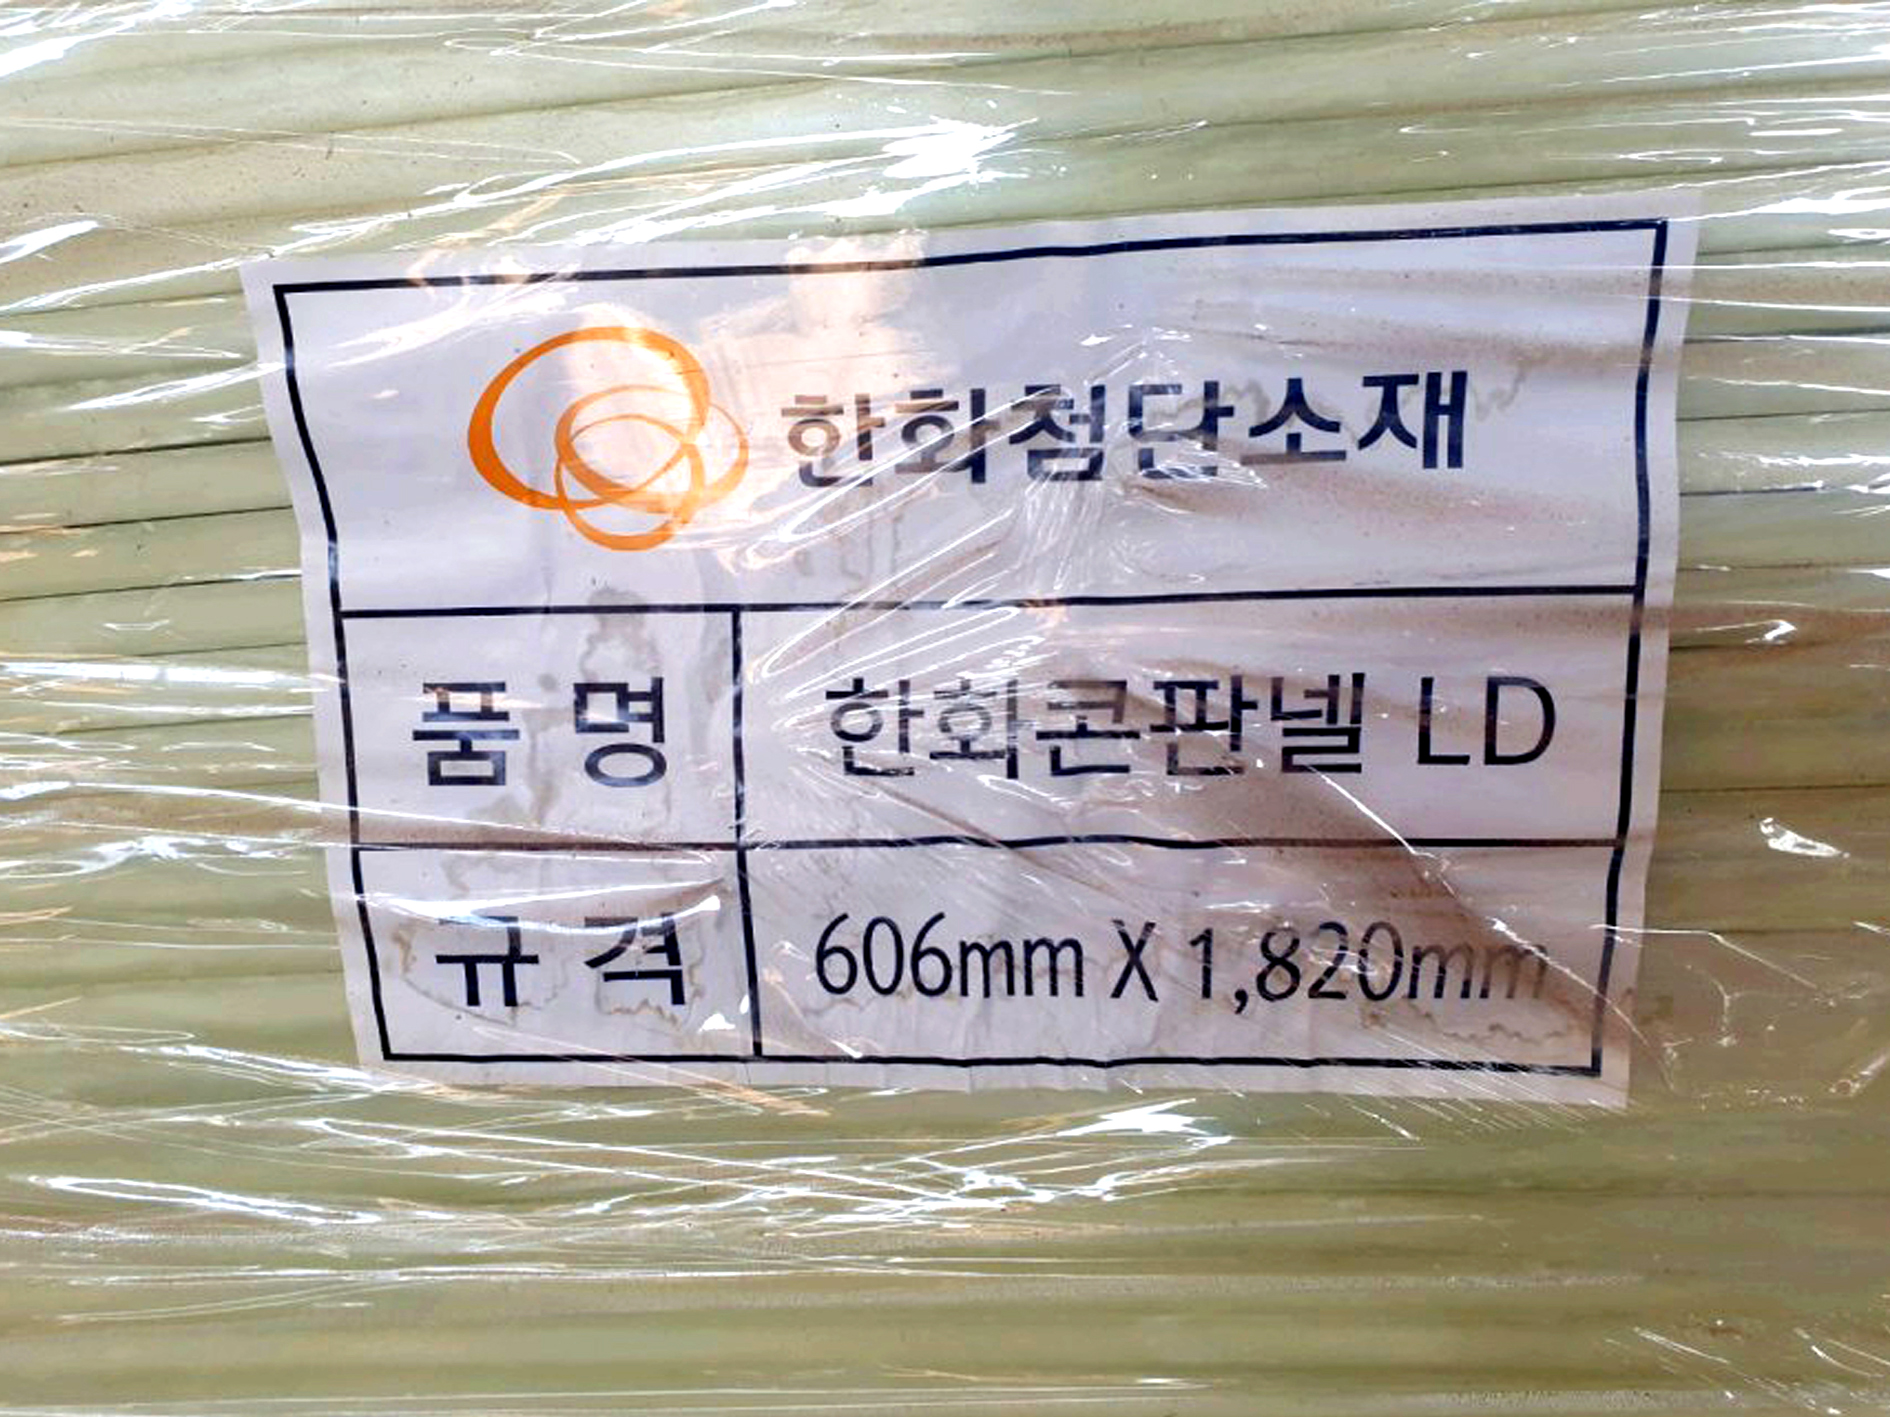 한화첨단소재
품 명 한화콘판넬 LD
규 격 606mm X 1,820mm